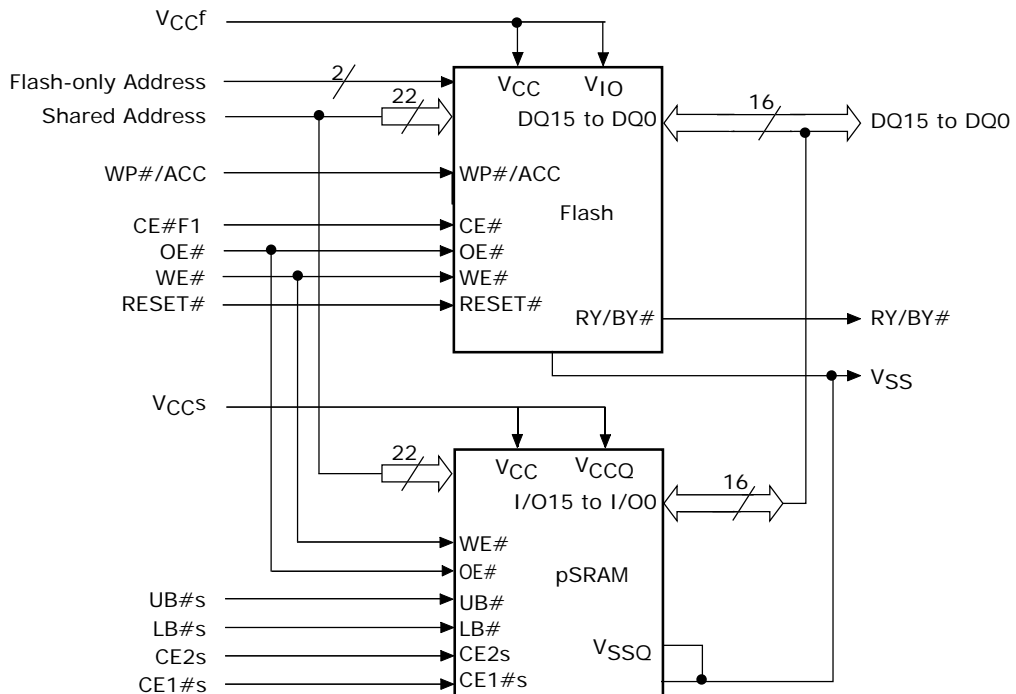 VCCf
Flash-only Address
2
VCC
VIO
Shared Address
22
DQ15 to DQ0
16
DQ15 to DQ0
WP#/ACC
WP#/ACC
Flash
CE#F1
CE#
OE#
OE#
WE#
WE#
RESET#
RESET#
RY/BY#
RY/BY#
VSS
VCCs
22
VCC
VCCQ
I/O15 to I/O0
16
WE#
OE#
pSRAM
UB#s
UB#
LB#s
LB#
CE2s
CE2s
VSSQ
CE1#s
CE1#s